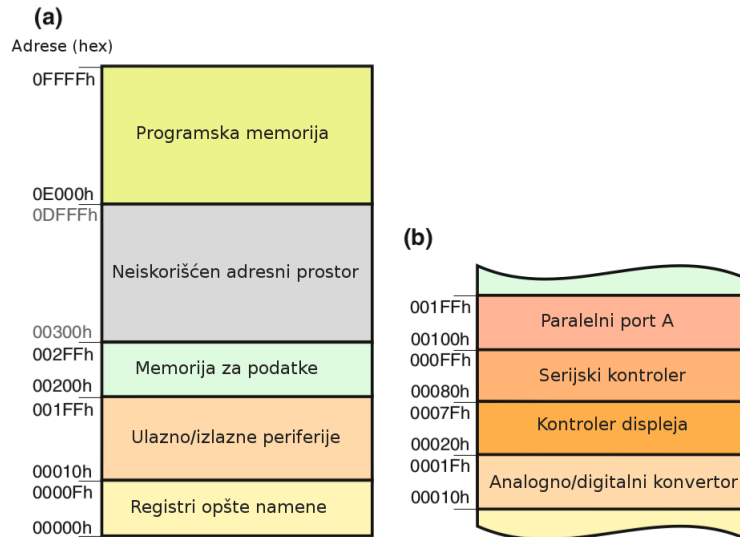 (a)
Adrese (hex)
0FFFFh
Programska memorija
0E000h
0DFFFh
Neiskorišćen adresni prostor
00300h
002FFh
Memorija za podatke
00200h
001FFh
Ulazno/izlazne periferije
00010h
0000Fh
Registri opšte namene
00000h
(b)
001FFh
Paralelni port A
00100h
000FFh
Serijski kontroler
00080h
0007Fh
Kontroler displeja
00020h
0001Fh
Analogno/digitalni konvertor
00010h